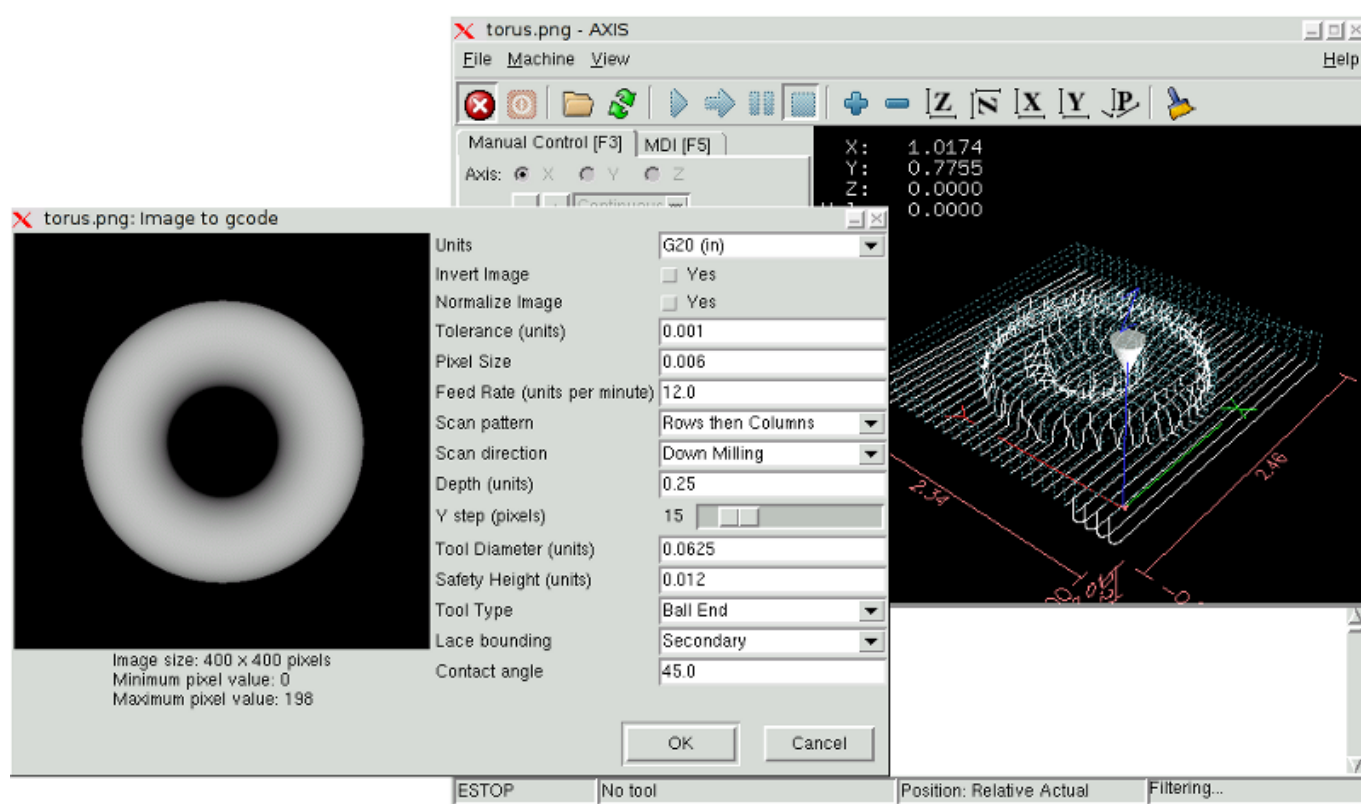 torus.png - AXIS
File Machine View Help
Z N X Y P
Manual Control [F3] MDI [F5]
Axis: X Y Z
Continuous
X: 1.0174
Y: 0.7755
Z: 0.0000
0.0000
torus.png: Image to gcode
Units G20 (in)
Invert Image Yes
Normalize Image Yes
Tolerance (units) 0.001
Pixel Size 0.006
Feed Rate (units per minute) 12.0
Scan pattern Rows then Columns
Scan direction Down Milling
Depth (units) 0.25
Y step (pixels) 15
Tool Diameter (units) 0.0625
Safety Height (units) 0.012
Tool Type Ball End
Lace bounding Secondary
Contact angle 45.0
Image size: 400 x 400 pixels
Minimum pixel value: 0
Maximum pixel value: 198
OK Cancel
X
2.34
2.46
ESTOP No tool Position: Relative Actual Filtering...